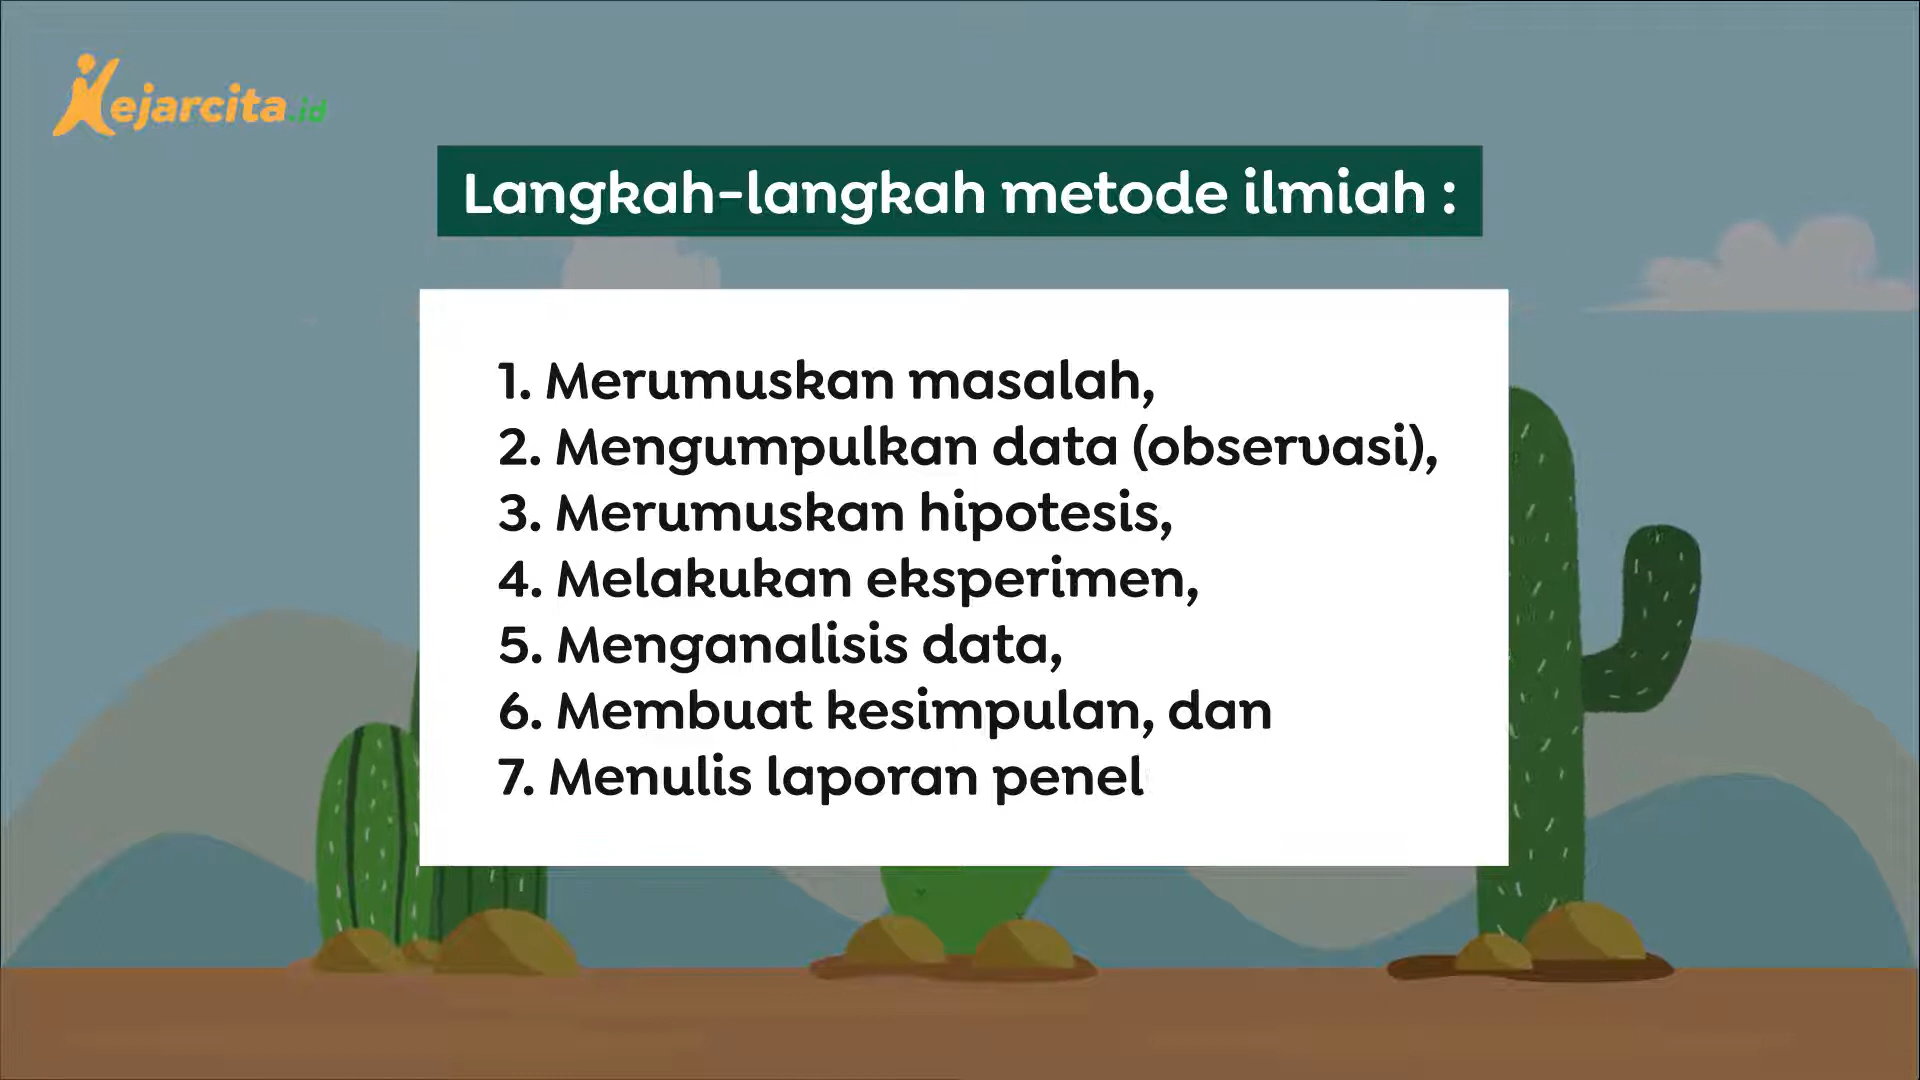 Kejarcita.id
Langkah-langkah metode ilmiah :
1. Merumuskan masalah,
2. Mengumpulkan data (observasi),
3. Merumuskan hipotesis,
4. Melakukan eksperimen,
5. Menganalisis data,
6. Membuat kesimpulan, dan
7. Menulis laporan penel